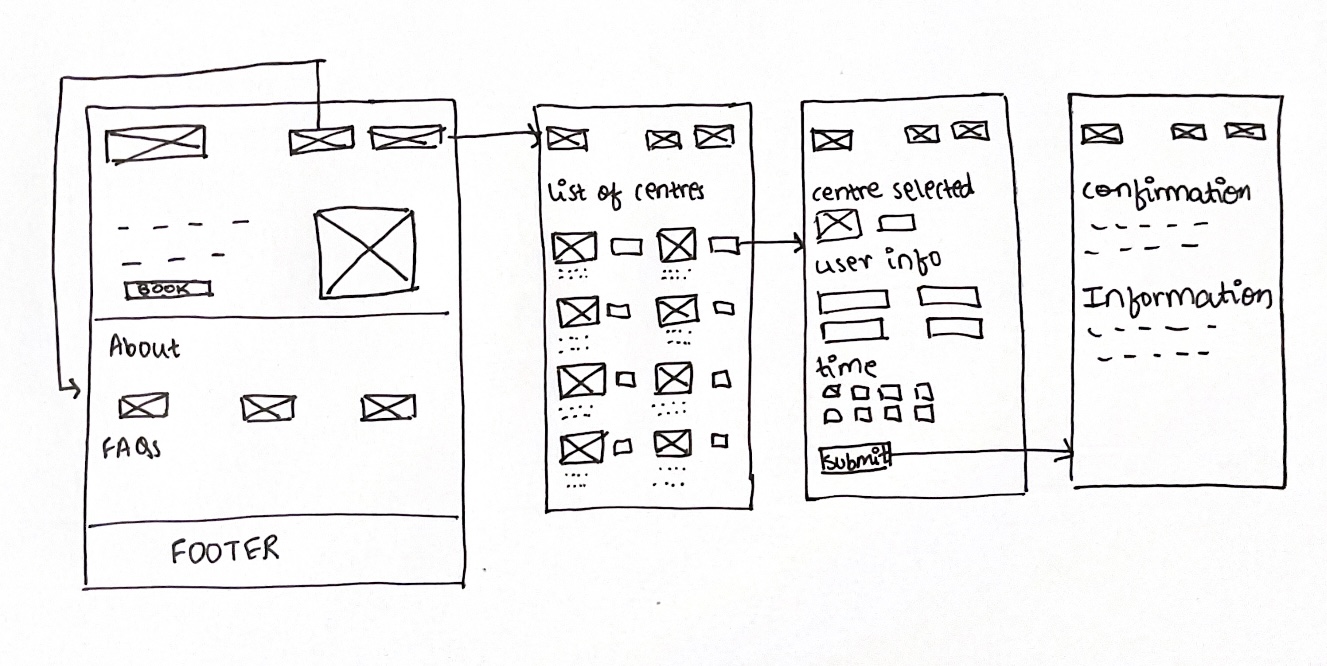 BOOK
About
FAQs
FOOTER
list of centres
centre selected
user info
time
submit
confirmation
Information